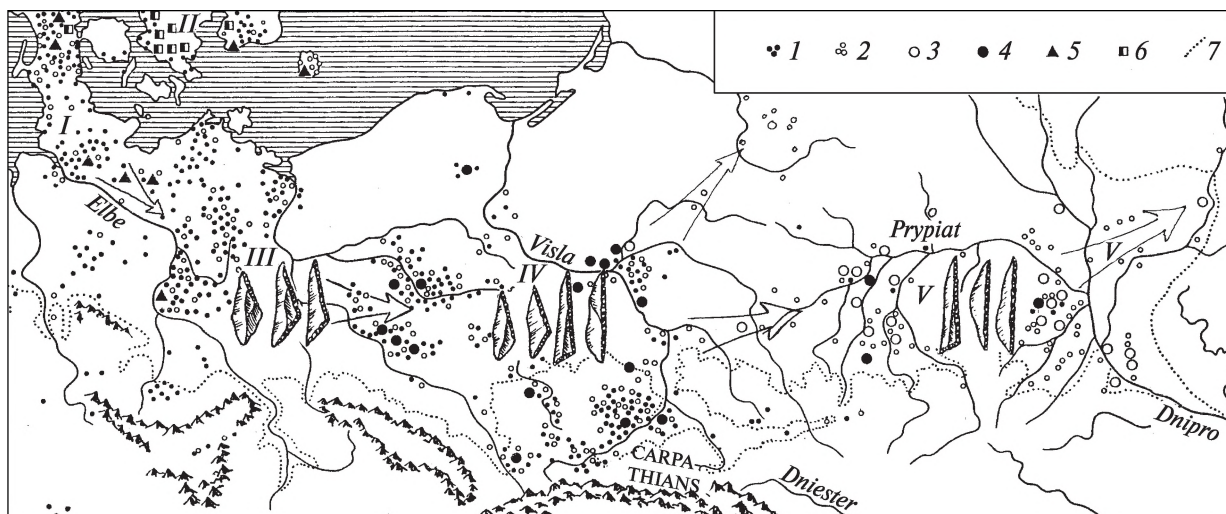 1 2 3 4 5 6 7
II
I
Elbe
III
Visla
IV
Prypiat
V
V
CARPA-
THIANS
Dniester
Dnipro